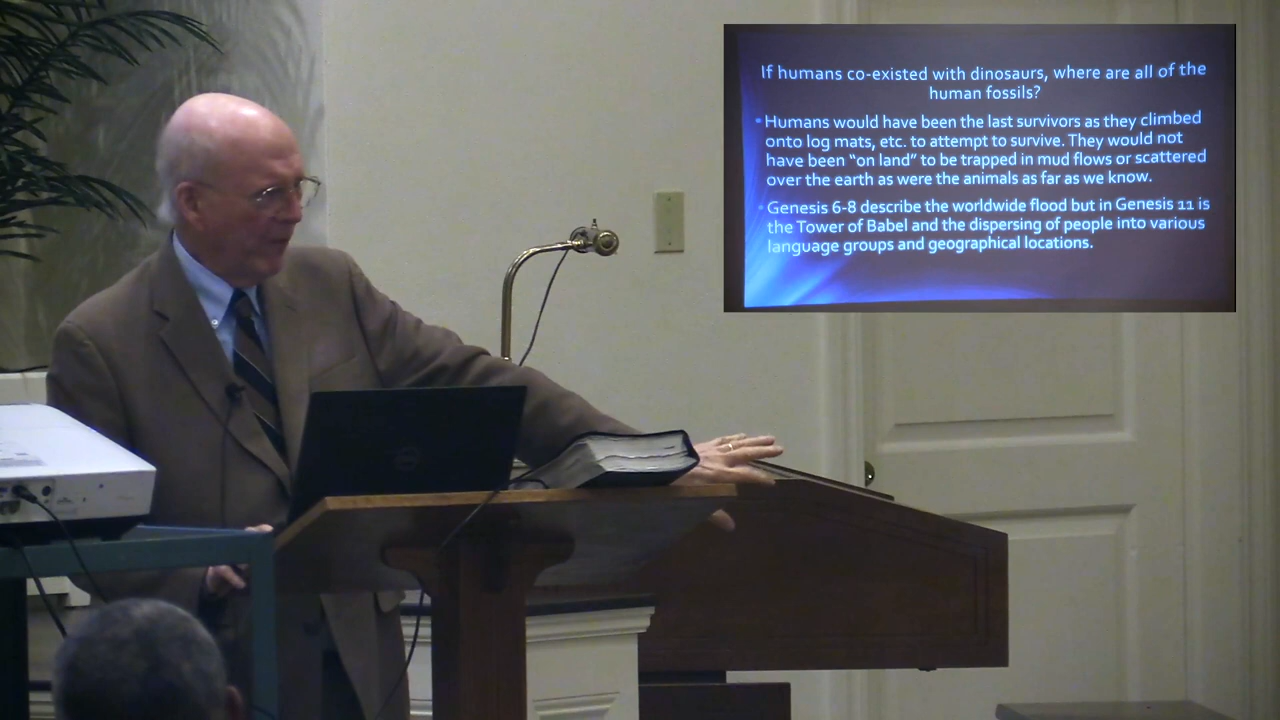 If humans co-existed with dinosaurs, where are all of the
human fossils?
Humans would have been the last survivors as they climbed
onto log mats, etc. to attempt to survive. They would not
have been "on land" to be trapped in mud flows or scattered
over the earth as were the animals as far as we know.
Genesis 6-8 describe the worldwide flood but in Genesis 11 is
the Tower of Babel and the dispersing of people into various
language groups and geographical locations.